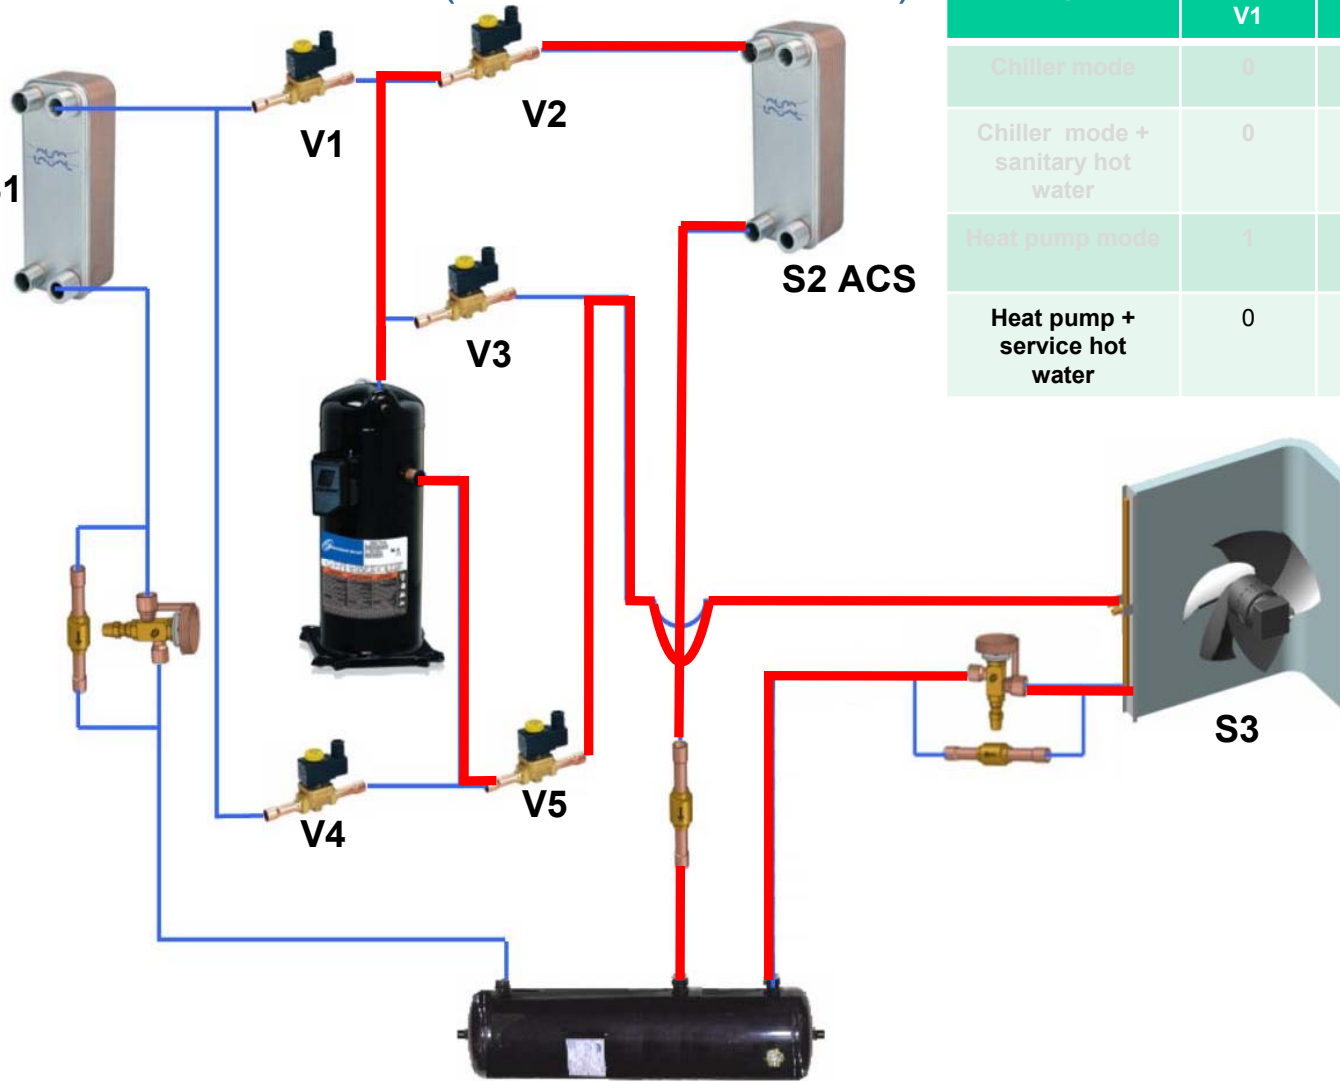 V1
Chiller mode 0
Chiller mode +
sanitary hot
water
0
Heat pump mode 1
Heat pump +
service hot
water
0
V1
V2
1
S2 ACS
V3
S3
V5
V4